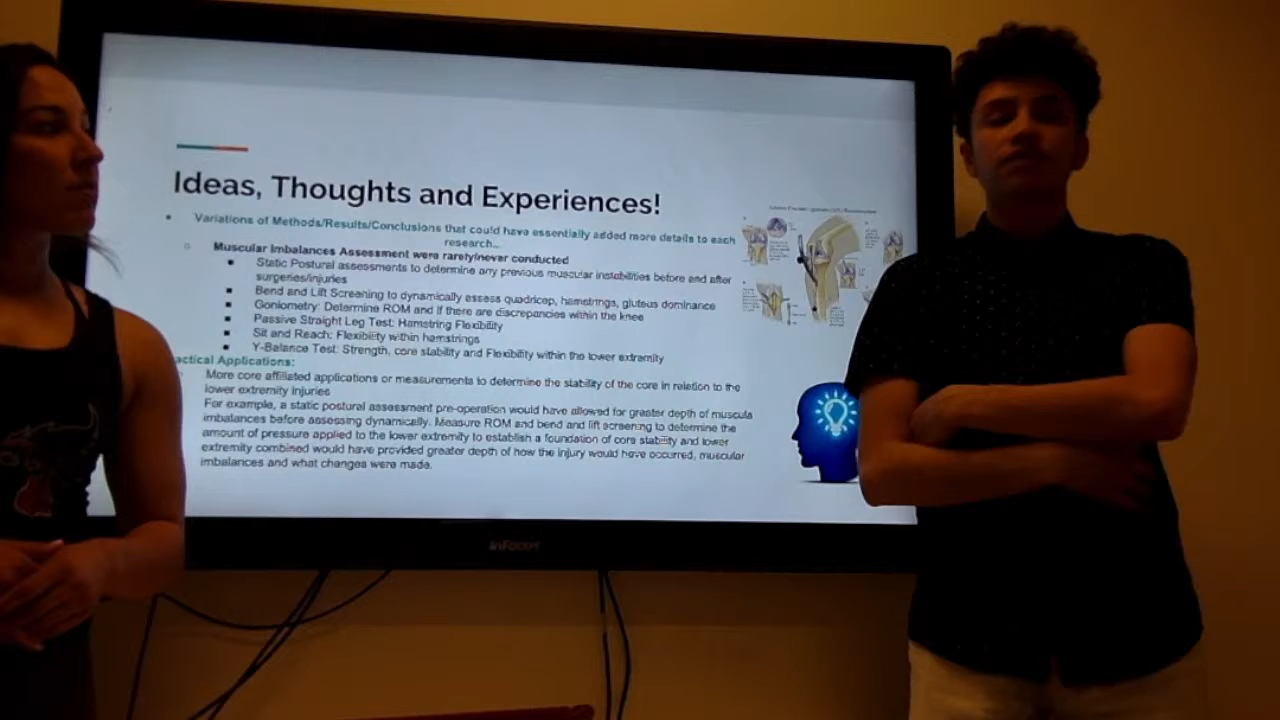 Ideas, Thoughts and Experiences!
Variations of Methods/Results/Conclusions that could have essentially added more details to each
research...
Muscular Imbalances Assessment were rarely/never conducted
Static Postural assessments to determine any previous muscular instabilities before and after
surgeries/injuries
Bend and Lift Screening to dynamically assess quadricep, hamstrings, gluteus dominance
Goniometry: Determine ROM and if there are discrepancies within the knee
Passive Straight Leg Test: Hamstring Flexibility
Sit and Reach: Flexibility within hamstrings
Y-Balance Test: Strength, core stability and Flexibility within the lower extremity
actical Applications:
More core affiliated applications or measurements to determine the stability of the core in relation to the
lower extremity injuries
For example, a static postural assessment pre-operation would have allowed for greater depth of muscula
imbalances before assessing dynamically. Measure ROM and bend and lift screening to determine the
amount of pressure applied to the lower extremity to establish a foundation of core stability and lower
extremity combined would have provided greater depth of how the injury would have occurred, muscular
imbalances and what changes were made.
InFocus